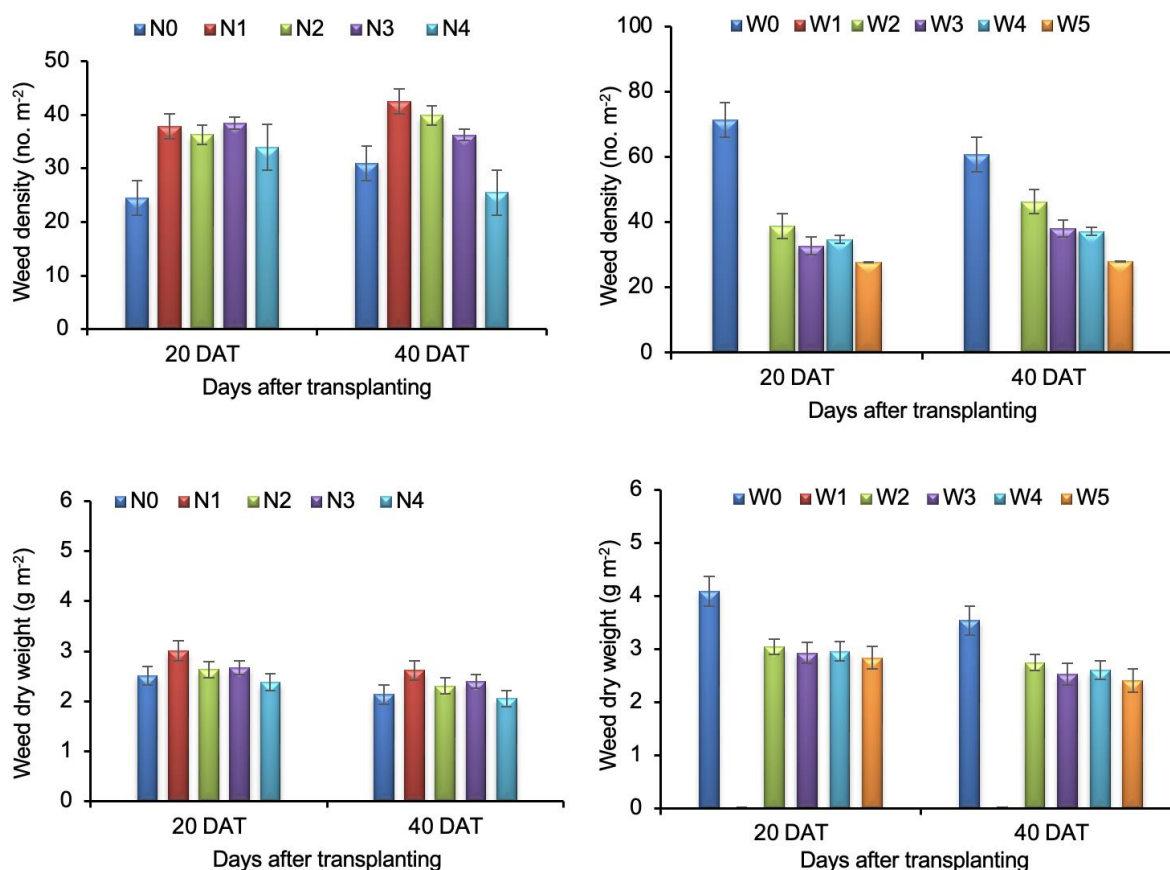 N0 N1 N2 N3 N4
Weed density (no. m-2)
50
40
30
20
10
0
20 DAT 40 DAT
Days after transplanting
W0 W1 W2 W3 W4 W5
Weed density (no. m-2)
100
80
60
40
20
0
20 DAT 40 DAT
Days after transplanting
N0 N1 N2 N3 N4
Weed dry weight (g m-2)
6
5
4
3
2
1
0
20 DAT 40 DAT
Days after transplanting
W0 W1 W2 W3 W4 W5
Weed dry weight (g m-2)
6
5
4
3
2
1
0
20 DAT 40 DAT
Days after transplanting